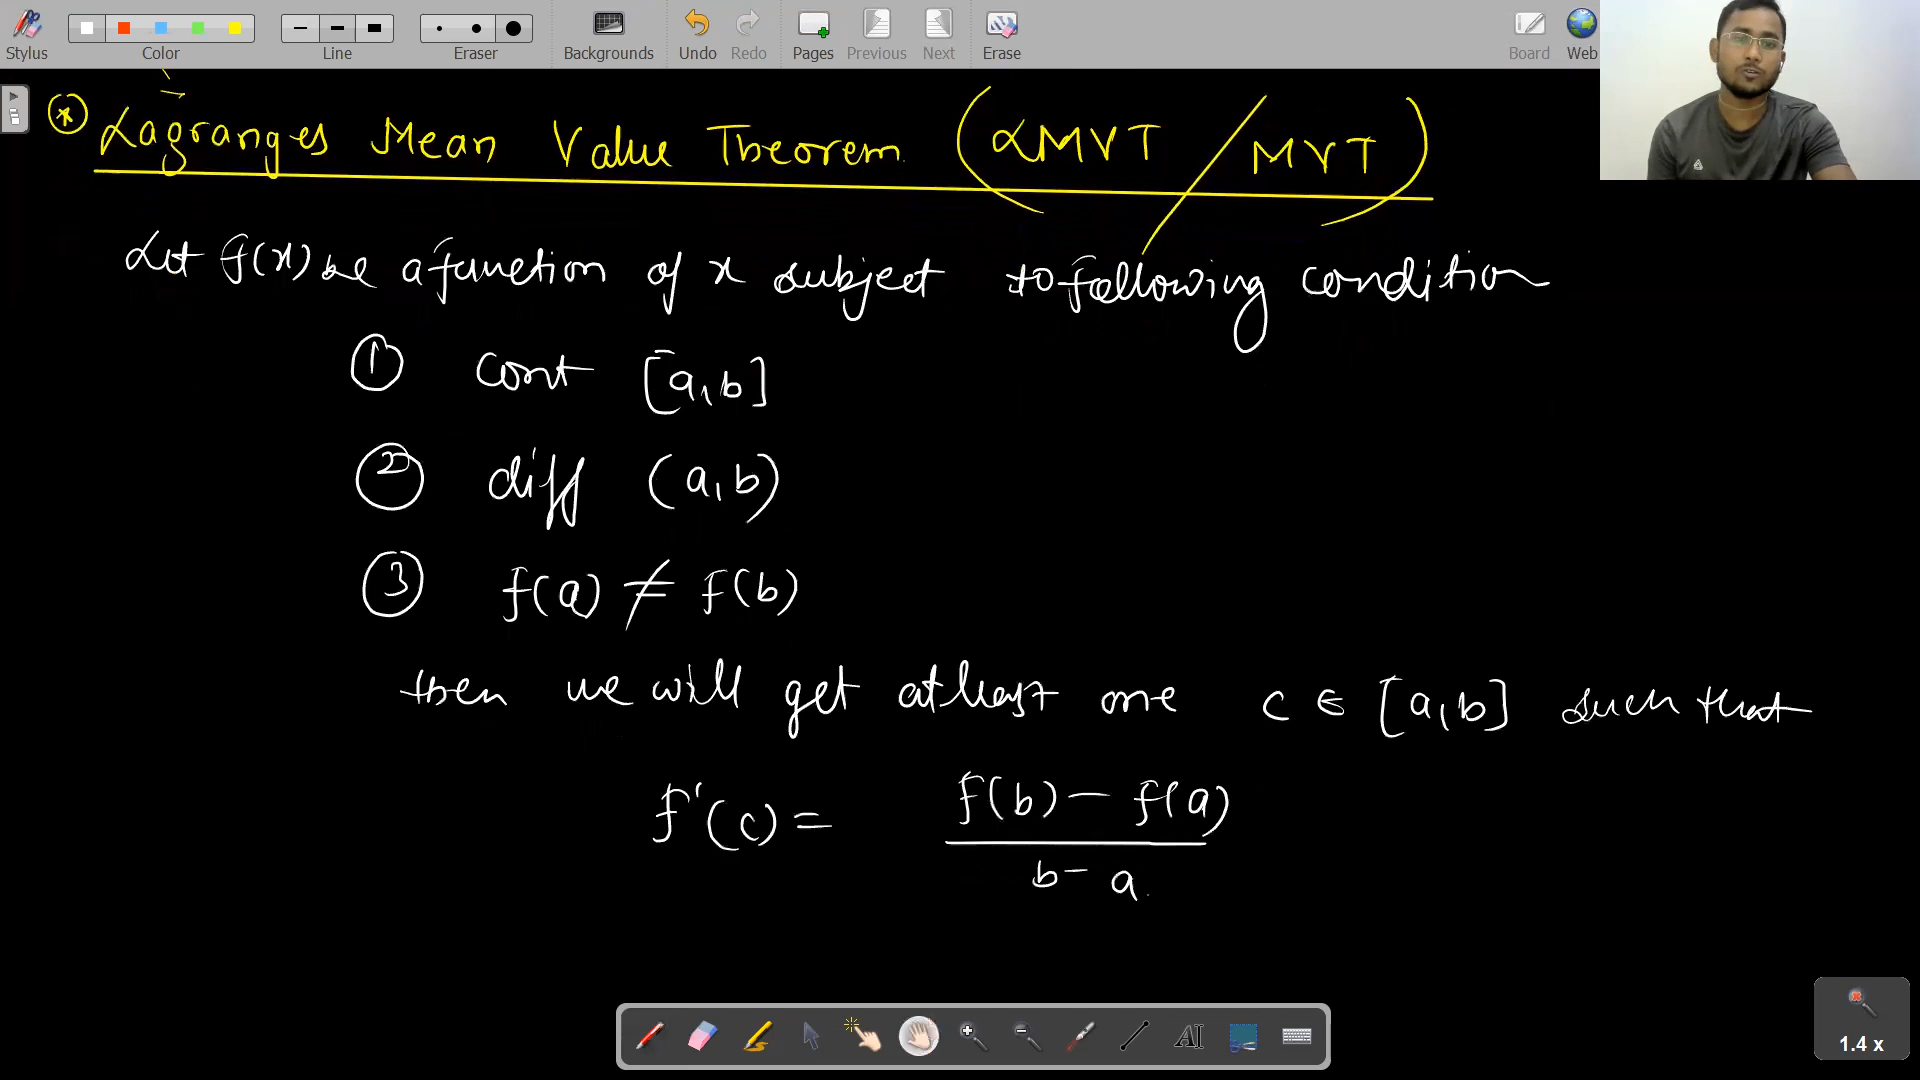 Stylus Color Line Eraser Backgrounds Undo Redo Pages Previous Next Erase Board Web
* Lagranges Mean Value Theorem (LMVT / MVT)
Let f(x) be a function of x subject to following condition
① cont [a,b]
② diff (a,b)
③ f(a) ≠ f(b)
then we will get atleast one c ∈ [a,b] such that
f'(c) = f(b) - f(a)
b - a
1.4 x